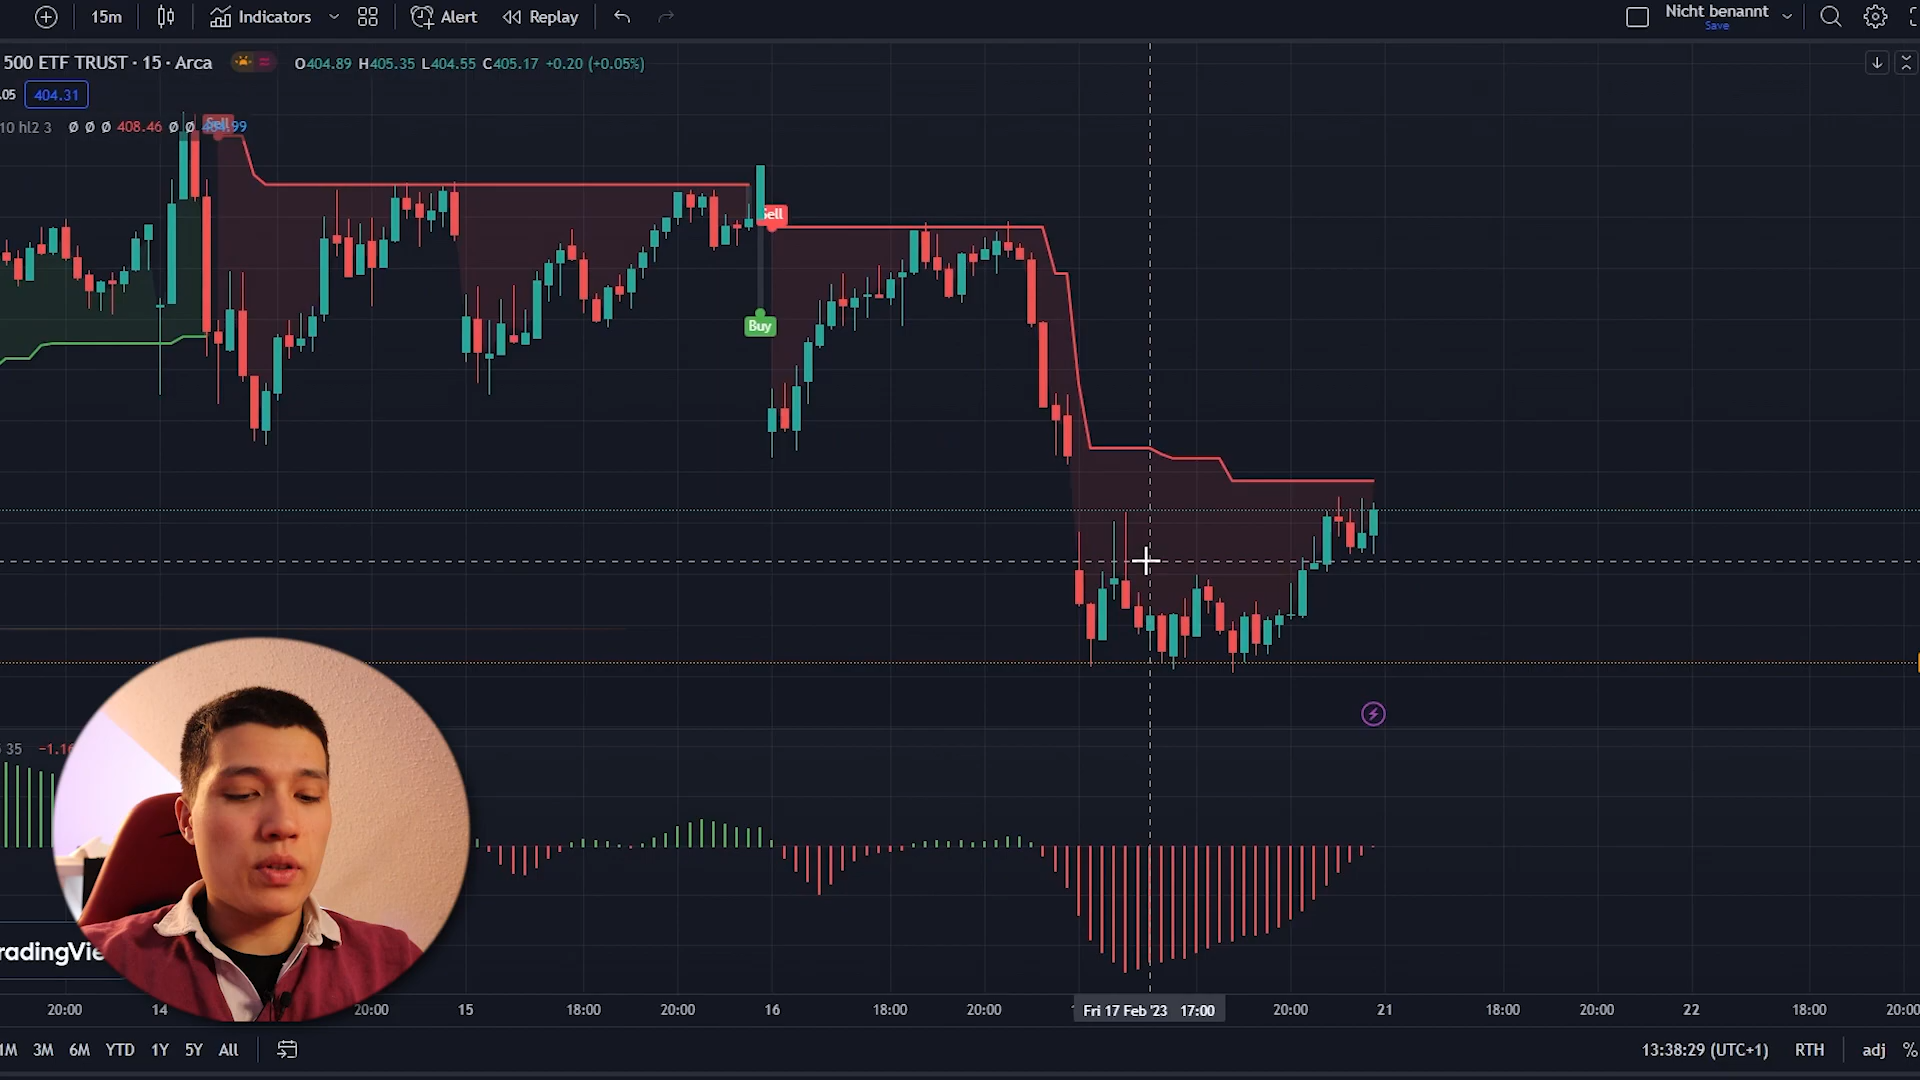 15m Indicators Alert Replay Nicht benannt
Save
500 ETF TRUST · 15 · Arca O404.89 H405.35 L404.55 C405.17 +0.20 (+0.05%)
.05 404.31
10 hl2 3 Ø Ø Ø 408.46 Ø Ø
Sell
Sell
Buy
35
20:00 14 20:00 15 18:00 20:00 16 18:00 20:00 Fri 17 Feb '23 17:00 20:00 21 18:00 20:00 22 18:00 20:00
1M 3M 6M YTD 1Y 5Y All 13:38:29 (UTC+1) RTH adj %